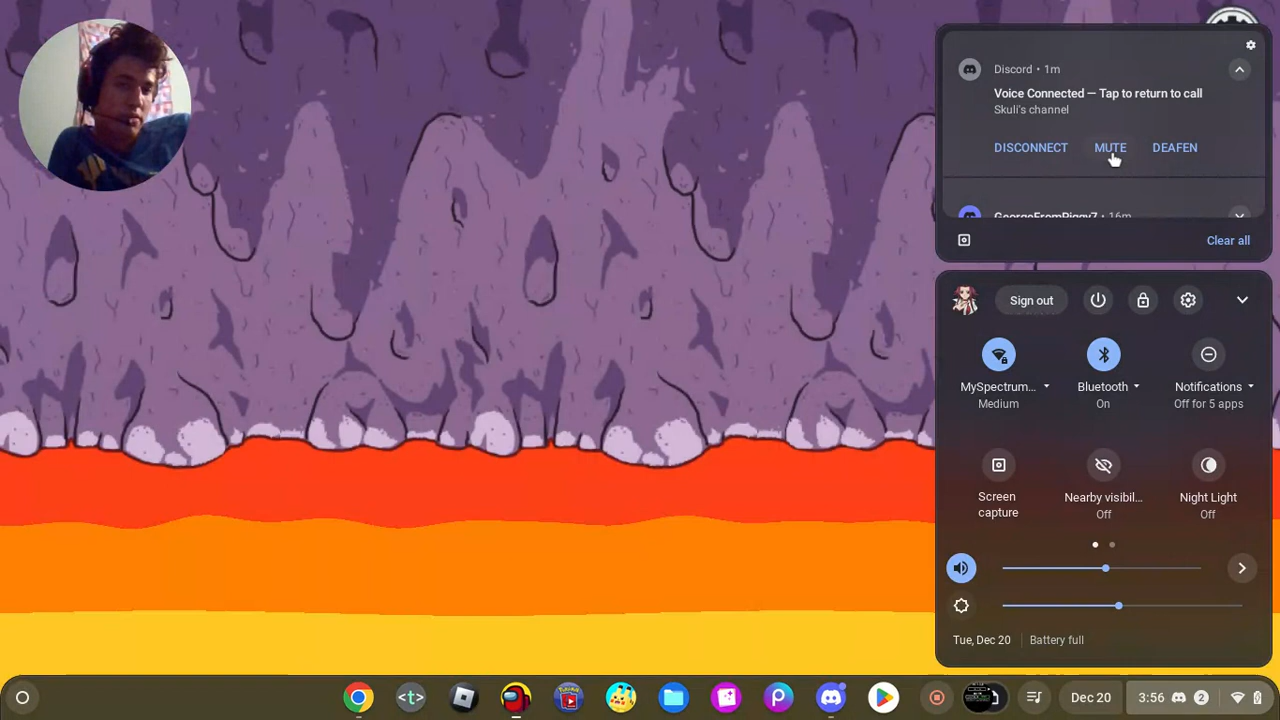 Discord • 1m
Voice Connected — Tap to return to call
Skuli's channel
DISCONNECT MUTE DEAFEN
GeorgeFromPiggy7 • 16m
Clear all
Sign out
MySpectrum... Bluetooth Notifications
Medium On Off for 5 apps
Screen capture
Nearby visibil...
Off
Night Light
Off
Tue, Dec 20 Battery full
<t> Dec 20 3:56 2